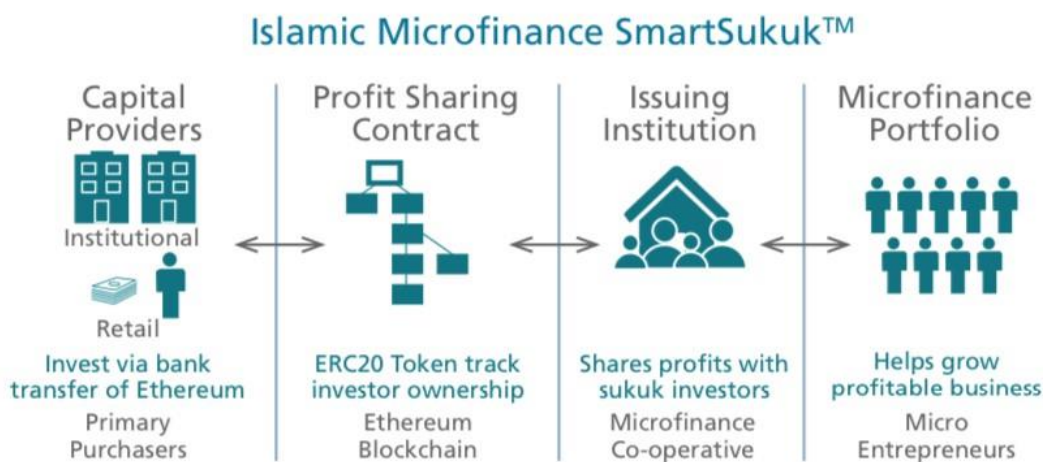 Islamic Microfinance SmartSukuk™
Capital
Providers
Institutional
Retail
Invest via bank
transfer of Ethereum
Primary
Purchasers
Profit Sharing
Contract
ERC20 Token track
investor ownership
Ethereum
Blockchain
Issuing
Institution
Shares profits with
sukuk investors
Microfinance
Co-operative
Microfinance
Portfolio
Helps grow
profitable business
Micro
Entrepreneurs